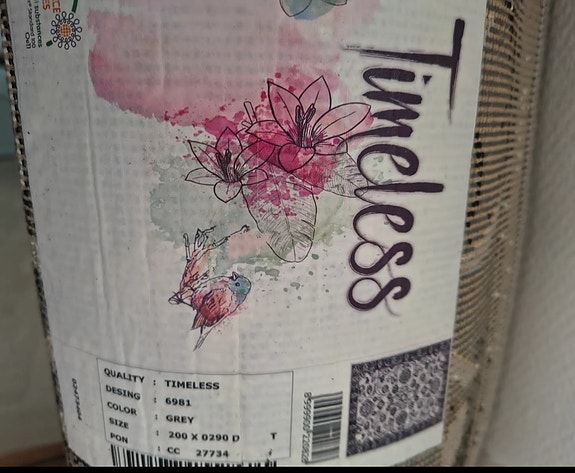 Timeless
QUALITY : TIMELESS
DESING : 6981
COLOR : GREY
SIZE : 200 X 0290 D T
PON : CC 27734